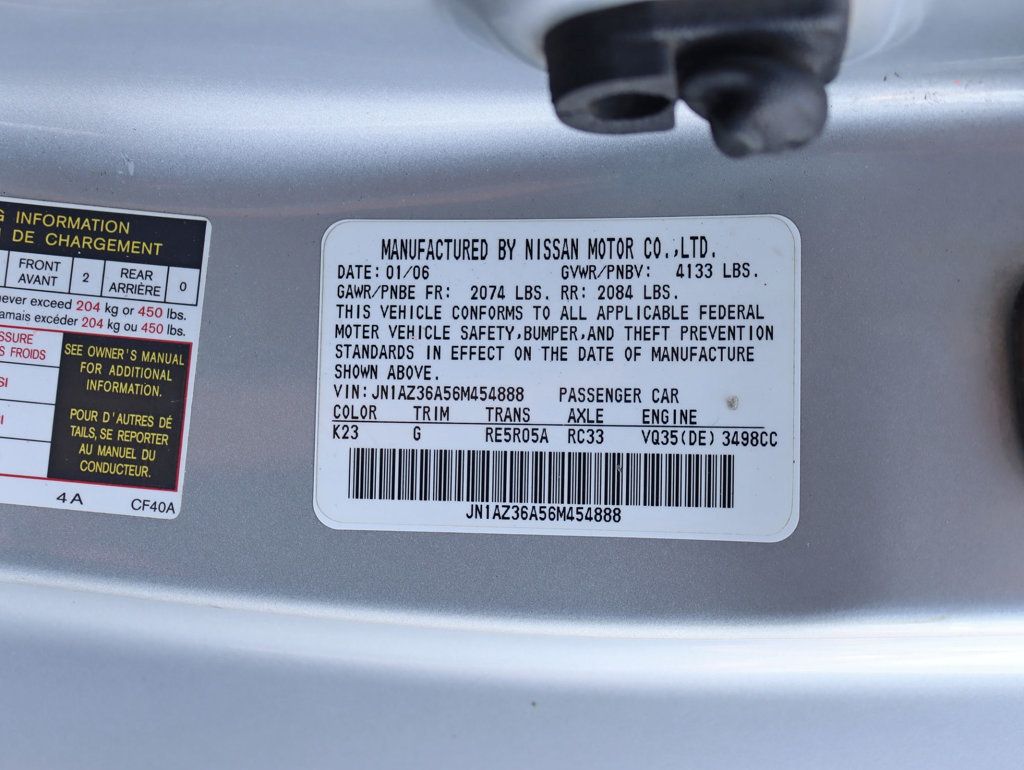 G INFORMATION
N DE CHARGEMENT
FRONT 2 REAR 0
AVANT ARRIÈRE
never exceed 204 kg or 450 lbs.
jamais excéder 204 kg ou 450 lbs.
SSURE
S FROIDS
SEE OWNER'S MANUAL
FOR ADDITIONAL
INFORMATION.
POUR D'AUTRES DÉ
TAILS, SE REPORTER
AU MANUEL DU
CONDUCTEUR.
4A CF40A
MANUFACTURED BY NISSAN MOTOR CO.,LTD.
DATE: 01/06 GVWR/PNBV: 4133 LBS.
GAWR/PNBE FR: 2074 LBS. RR: 2084 LBS.
THIS VEHICLE CONFORMS TO ALL APPLICABLE FEDERAL
MOTER VEHICLE SAFETY,BUMPER,AND THEFT PREVENTION
STANDARDS IN EFFECT ON THE DATE OF MANUFACTURE
SHOWN ABOVE.
VIN: JN1AZ36A56M454888 PASSENGER CAR
COLOR TRIM TRANS AXLE ENGINE
K23 G RE5R05A RC33 VQ35(DE) 3498CC
JN1AZ36A56M454888